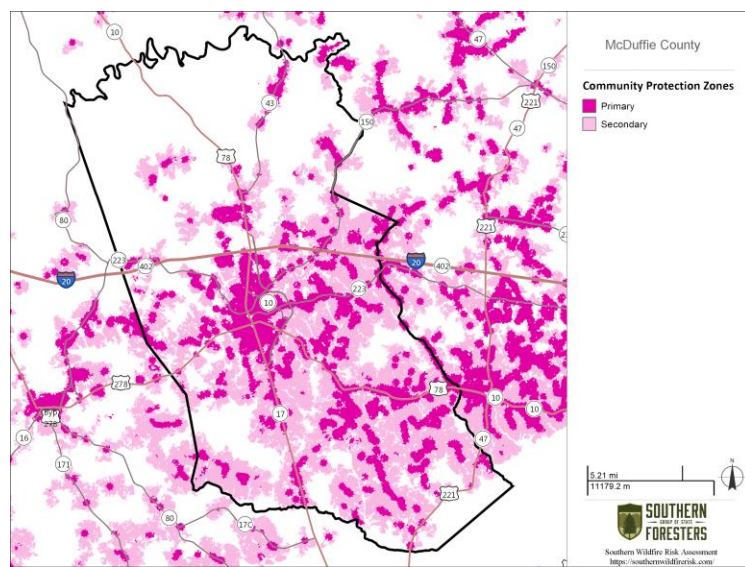 McDuffie County
Community Protection Zones
Primary
Secondary
10
47
150
221
43
150
47
78
80
221
223
402
20
20
402
223
10
278
78
10
10
17
47
16
171
221
80
17C
5.21 mi
11179.2 m
N
SOUTHERN
GROUP OF STATE
FORESTERS
Southern Wildfire Risk Assessment
https://southernwildfirerisk.com/